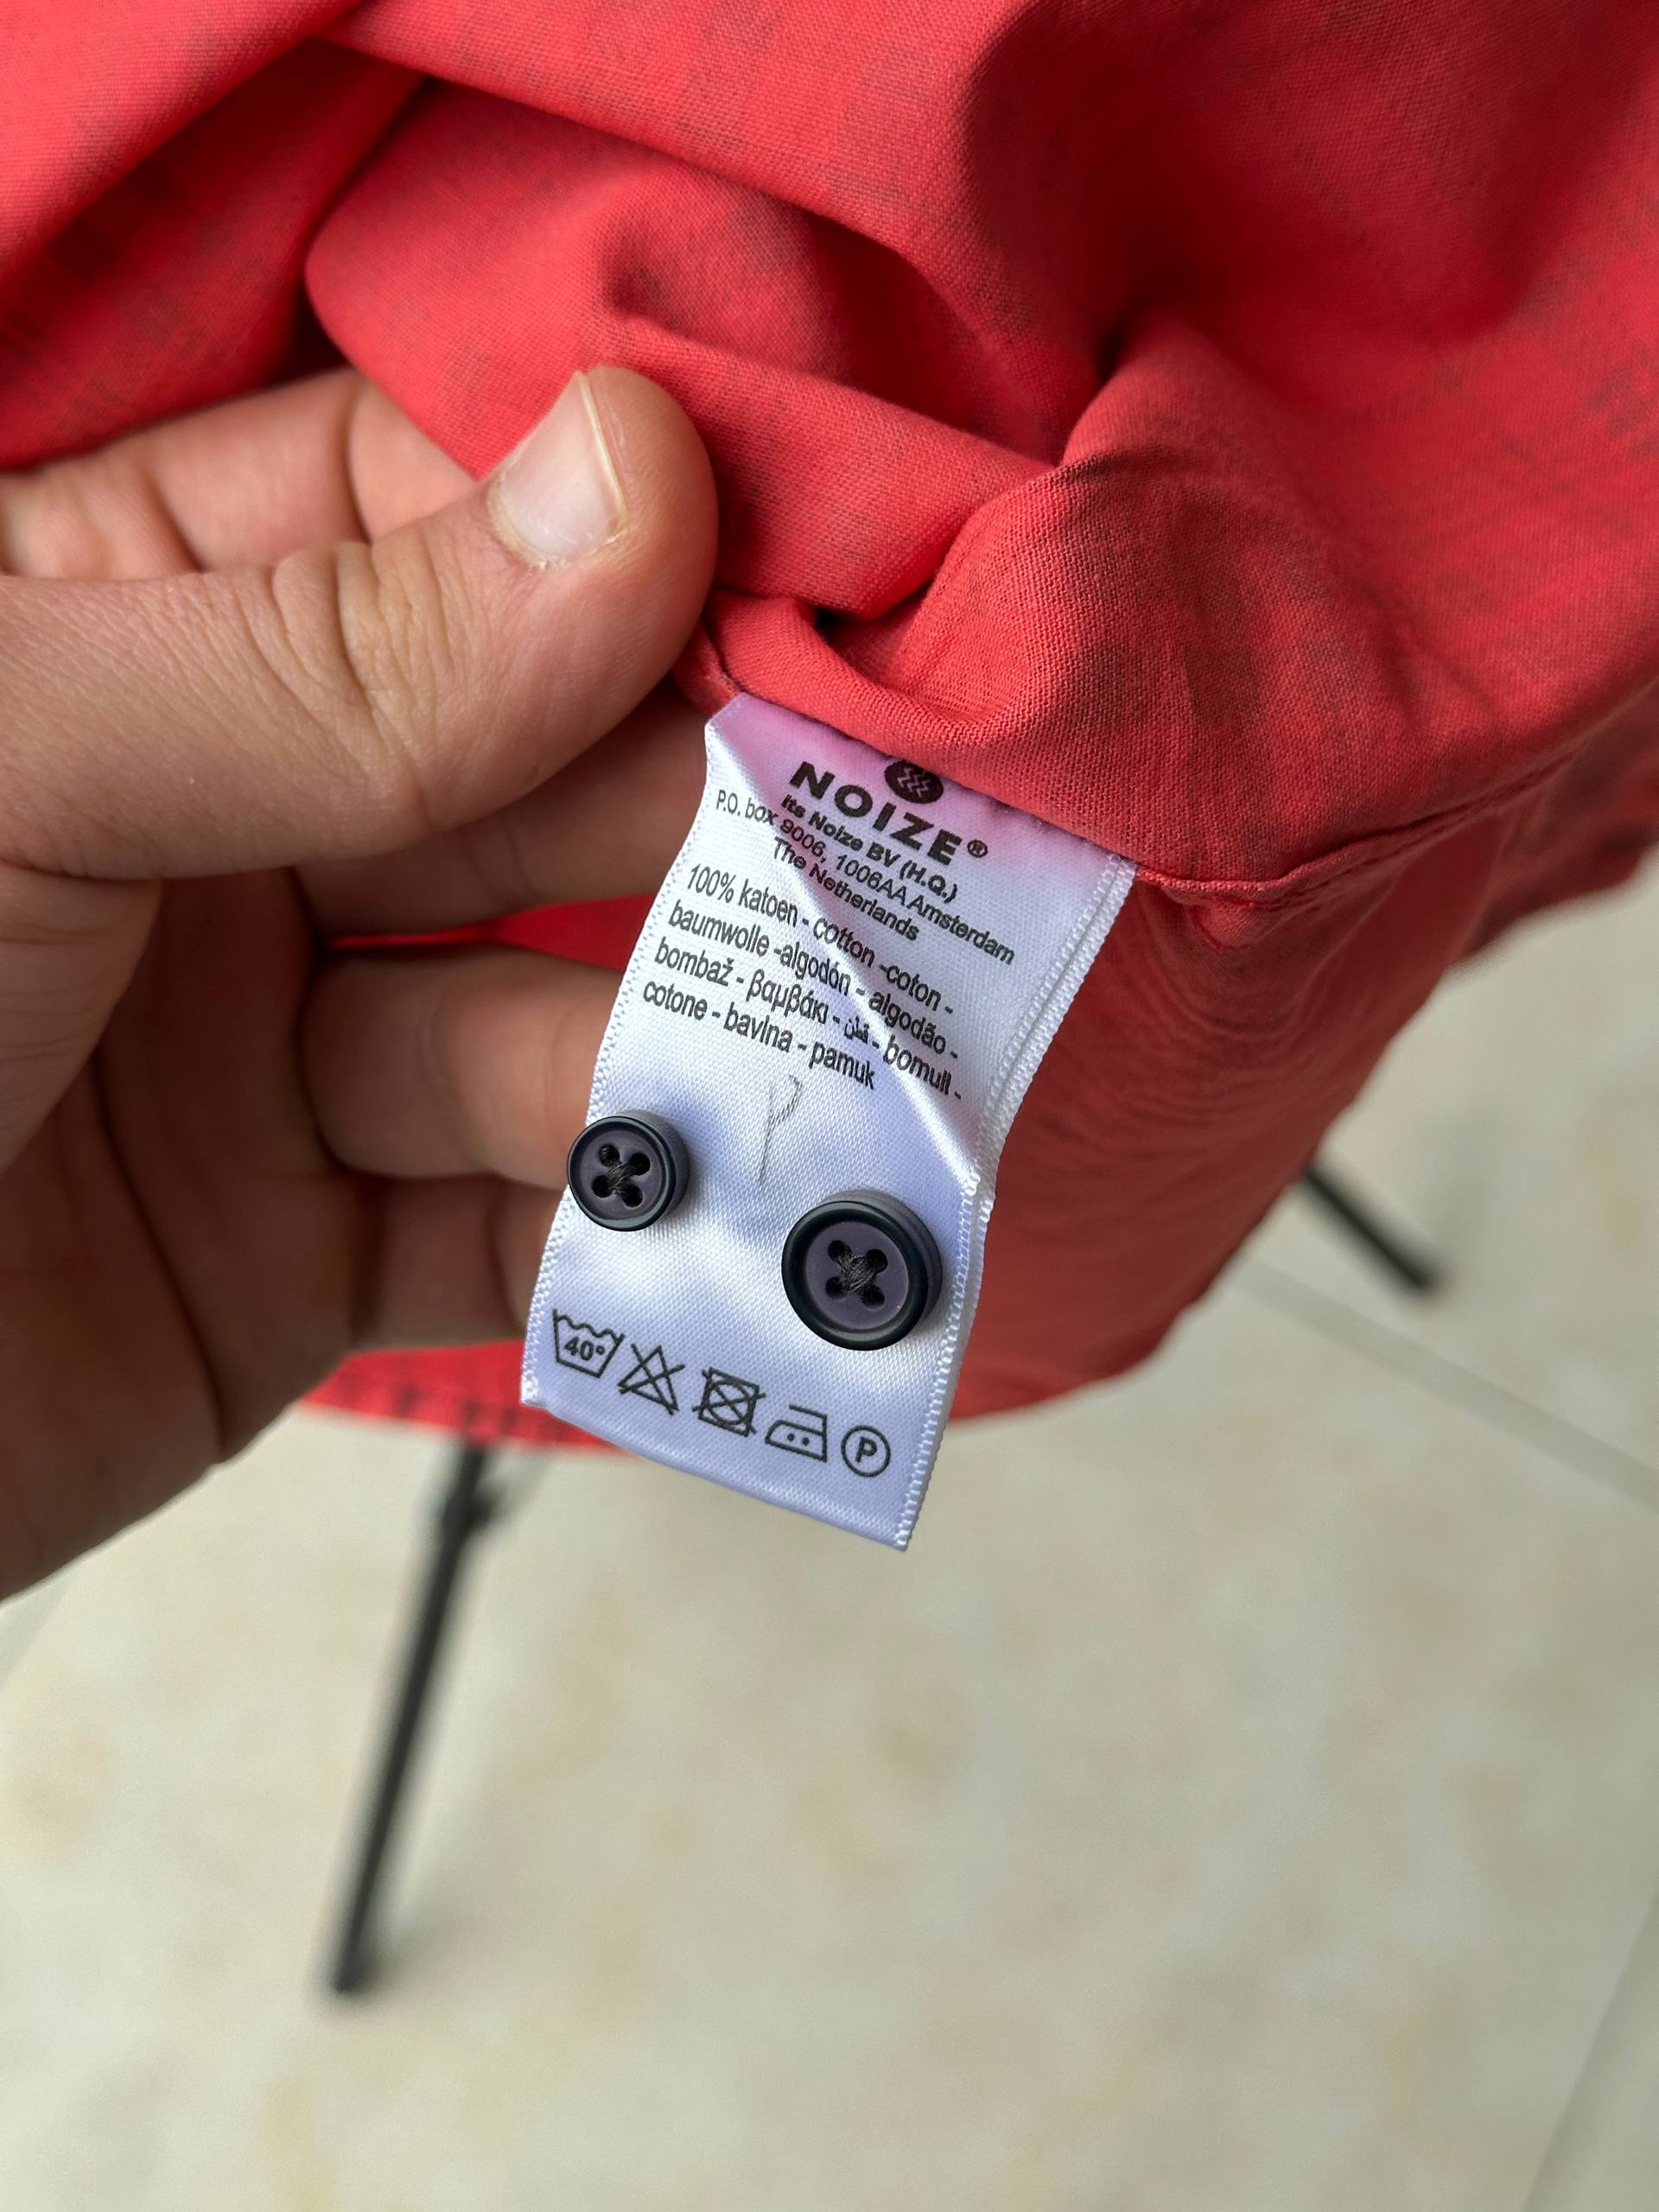 NOIZE®
its Noize BV (H.Q.)
P.O. box 9006, 1006AA Amsterdam
The Netherlands
100% katoen - cotton -coton -
baumwolle -algodón - algodão -
bombaž - βαμβάκι - قطن - bomull -
cotone - bavlna - pamuk
40°
P